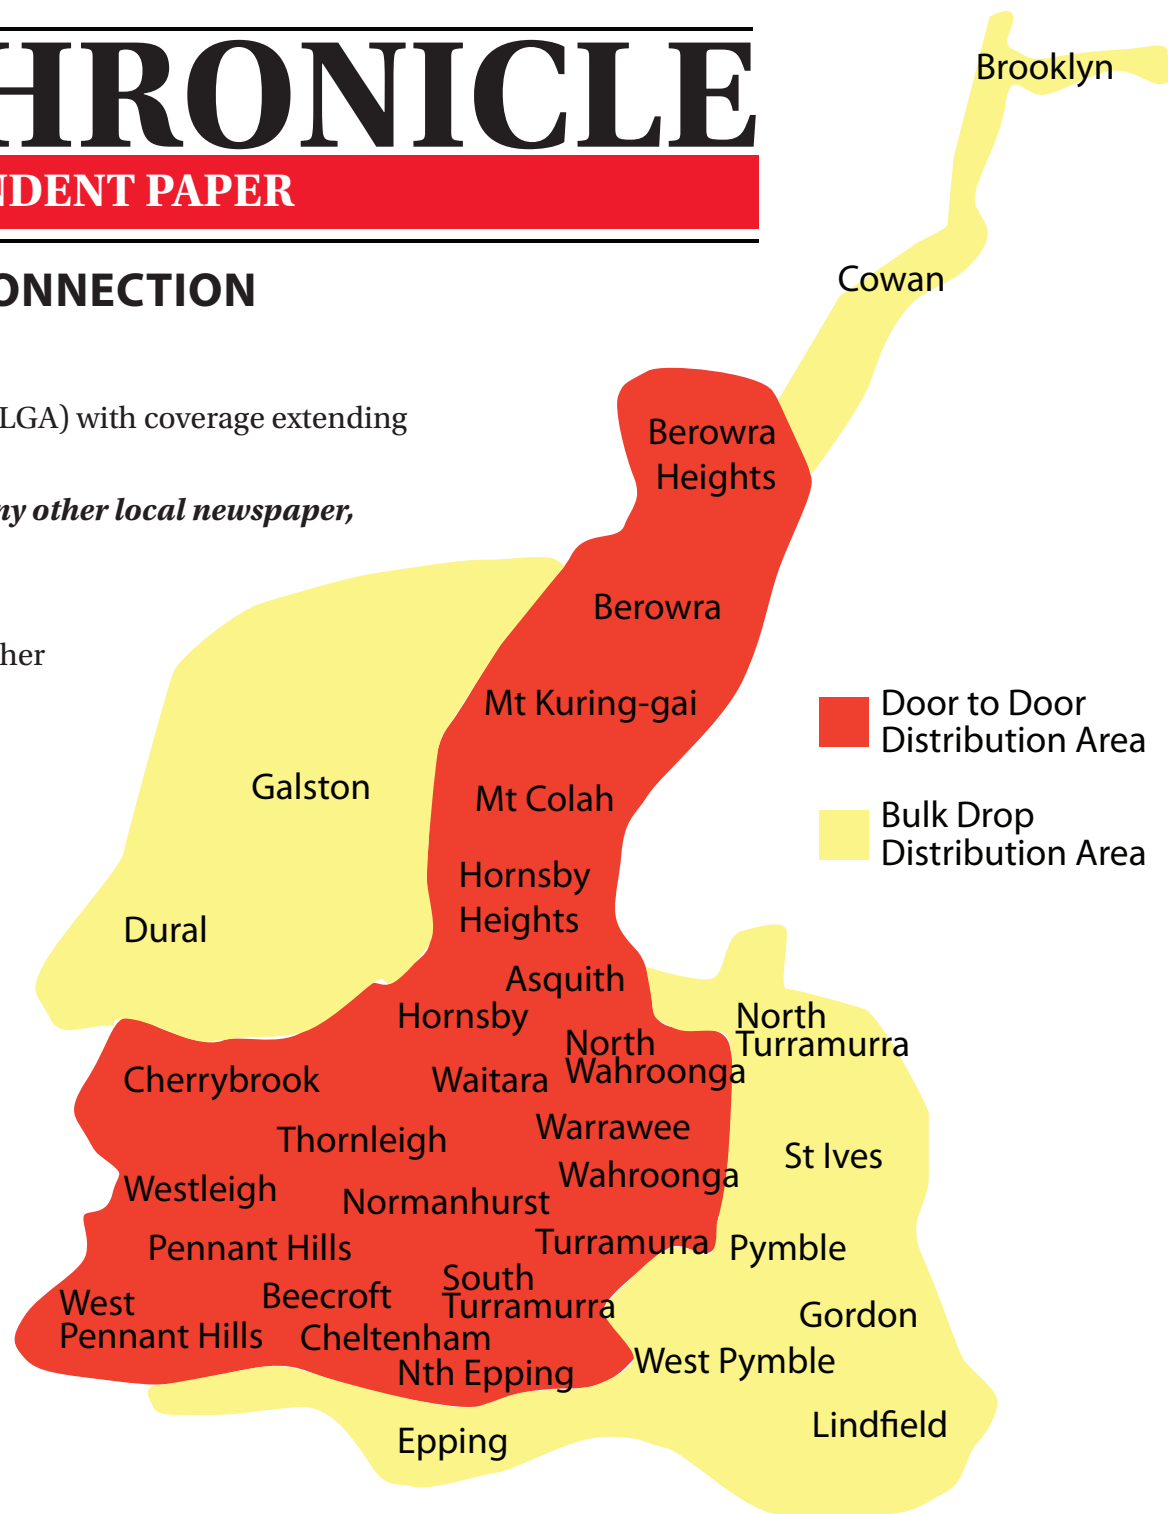 HRONICLE
NDENT PAPER
ONNECTION
LGA) with coverage extending
ny other local newspaper,
her
Brooklyn
Cowan
Berowra
Heights
Berowra
Mt Kuring-gai
Door to Door
Distribution Area
Galston
Mt Colah
Bulk Drop
Distribution Area
Hornsby
Heights
Dural
Asquith
Hornsby
North
Turramurra
North
Wahroonga
Cherrybrook
Waitara
Warrawee
Thornleigh
St Ives
Wahroonga
Westleigh
Normanhurst
Turramurra
Pymble
Pennant Hills
South
Turramurra
Beecroft
West
Pennant Hills
Gordon
Cheltenham
West Pymble
Nth Epping
Lindfield
Epping